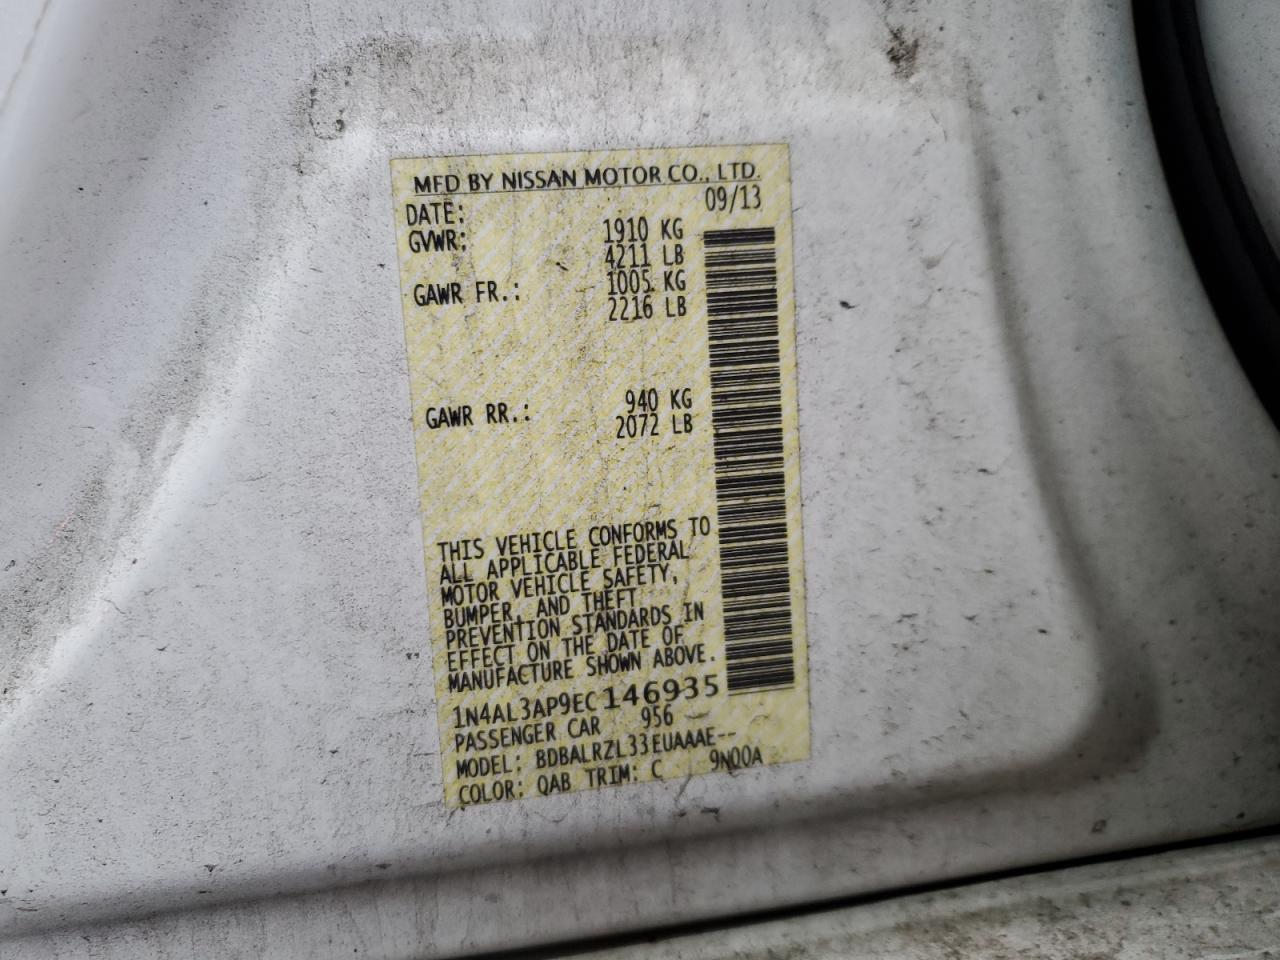 MFD BY NISSAN MOTOR CO., LTD.
DATE: 09/13
GVWR: 1910 KG
4211 LB
GAWR FR.: 1005 KG
2216 LB
GAWR RR.: 940 KG
2072 LB
THIS VEHICLE CONFORMS TO
ALL APPLICABLE FEDERAL
MOTOR VEHICLE SAFETY,
BUMPER, AND THEFT
PREVENTION STANDARDS IN
EFFECT ON THE DATE OF
MANUFACTURE SHOWN ABOVE.
1N4AL3AP9EC146935
PASSENGER CAR 956
MODEL: BDBALRZL33EUAAAE--
COLOR: QAB TRIM: C 9N00A